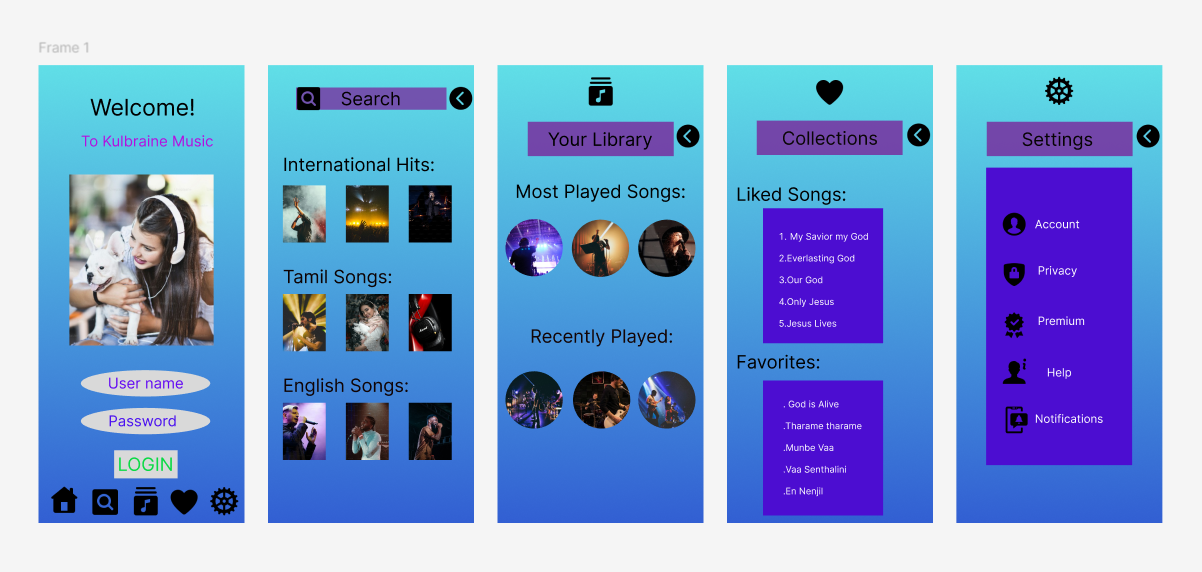 Frame 1
Welcome!
To Kulbraine Music
User name
Password
LOGIN
Search
International Hits:
Tamil Songs:
English Songs:
Your Library
Most Played Songs:
Recently Played:
Collections
Liked Songs:
1. My Savior my God
2.Everlasting God
3.Our God
4.Only Jesus
5.Jesus Lives
Favorites:
. God is Alive
.Tharame tharame
.Munbe Vaa
.Vaa Senthalini
.En Nenjil
Settings
Account
Privacy
Premium
Help
Notifications